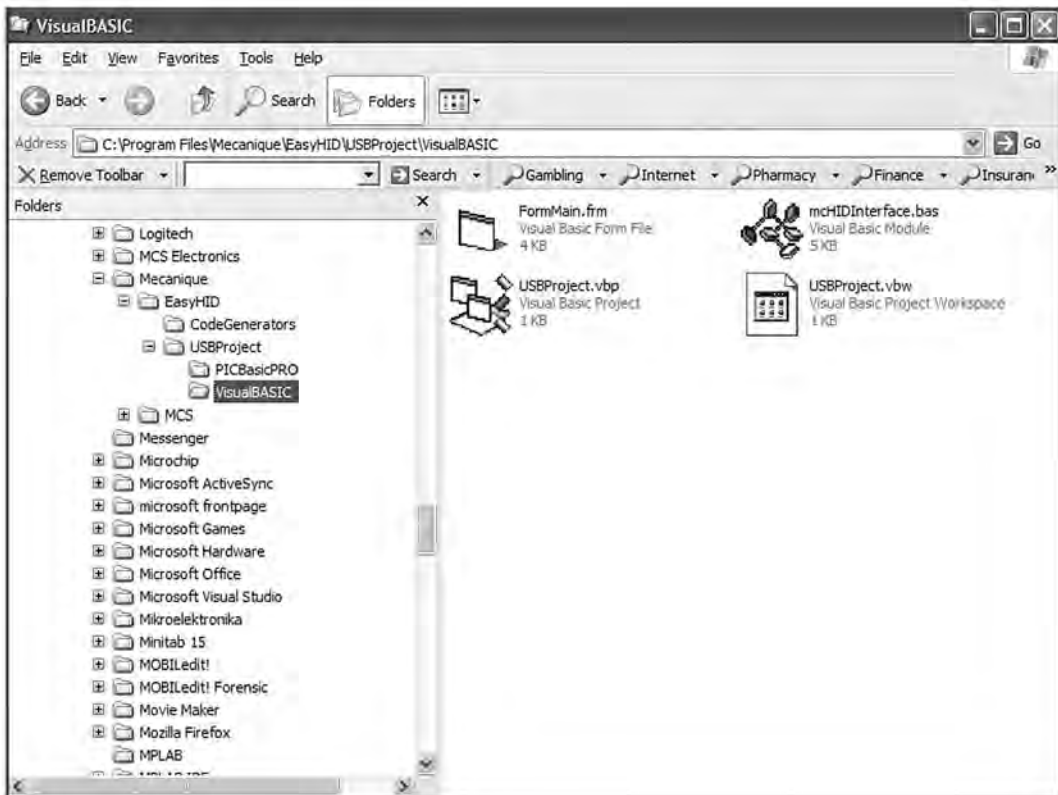 VisualBASIC
File Edit View Favorites Tools Help
Back Search Folders
Address C:\Program Files\Mecanique\EasyHID\USBProject\VisualBASIC Go
Remove Toolbar Search Gambling Internet Pharmacy Finance Insuran »
Folders
Logitech
MCS Electronics
Mecanique
EasyHID
CodeGenerators
USBProject
PICBasicPRO
VisualBASIC
MCS
Messenger
Microchip
Microsoft ActiveSync
microsoft frontpage
Microsoft Games
Microsoft Hardware
Microsoft Office
Microsoft Visual Studio
Mikroelektronika
Minitab 15
MOBILedit!
MOBILedit! Forensic
Movie Maker
Mozilla Firefox
MPLAB
FormMain.frm
Visual Basic Form File
4 KB
mcHIDInterface.bas
Visual Basic Module
5 KB
USBProject.vbp
Visual Basic Project
1 KB
USBProject.vbw
Visual Basic Project Workspace
1 KB